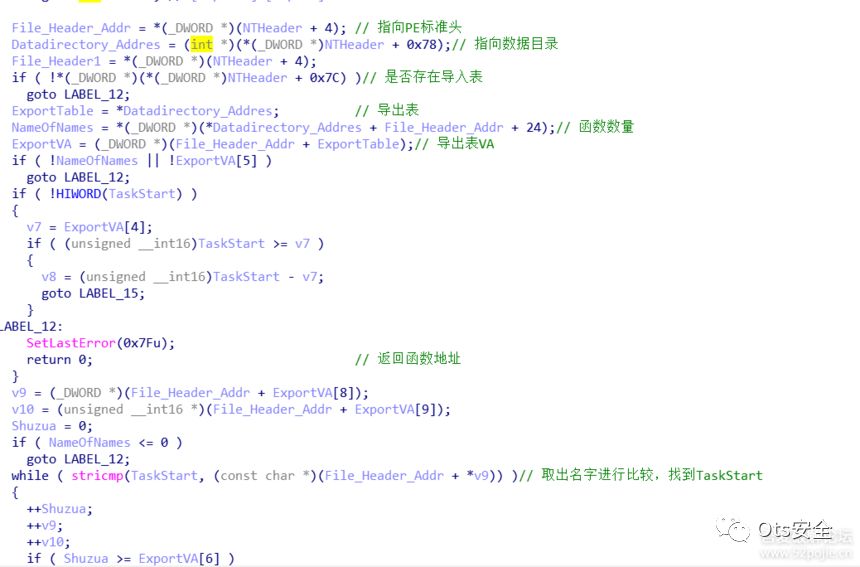 File_Header_Addr = *(_DWORD *)(NTHeader + 4); // 指向PE标准头
Datadirectory_Addres = (int *)(*(_DWORD *)NTHeader + 0x78);// 指向数据目录
File_Header1 = *(_DWORD *)(NTHeader + 4);
if ( !*(_DWORD *)(*(_DWORD *)NTHeader + 0x7C) )// 是否存在导入表
goto LABEL_12;
ExportTable = *Datadirectory_Addres; // 导出表
NameOfNames = *(_DWORD *)(*Datadirectory_Addres + File_Header_Addr + 24);// 函数数量
ExportVA = (_DWORD *)(File_Header_Addr + ExportTable);// 导出表VA
if ( !NameOfNames || !ExportVA[5] )
goto LABEL_12;
if ( !HIWORD(TaskStart) )
{
v7 = ExportVA[4];
if ( (unsigned __int16)TaskStart >= v7 )
{
v8 = (unsigned __int16)TaskStart - v7;
goto LABEL_15;
}
LABEL_12:
SetLastError(0x7Fu);
return 0; // 返回函数地址
}
v9 = (_DWORD *)(File_Header_Addr + ExportVA[8]);
v10 = (unsigned __int16 *)(File_Header_Addr + ExportVA[9]);
Shuzua = 0;
if ( NameOfNames <= 0 )
goto LABEL_12;
while ( stricmp(TaskStart, (const char *)(File_Header_Addr + *v9)) )// 取出名字进行比较，找到TaskStart
{
++Shuzua;
++v9;
++v10;
if ( Shuzua >= ExportVA[6] )
Ots安全
www.52pojie.cn